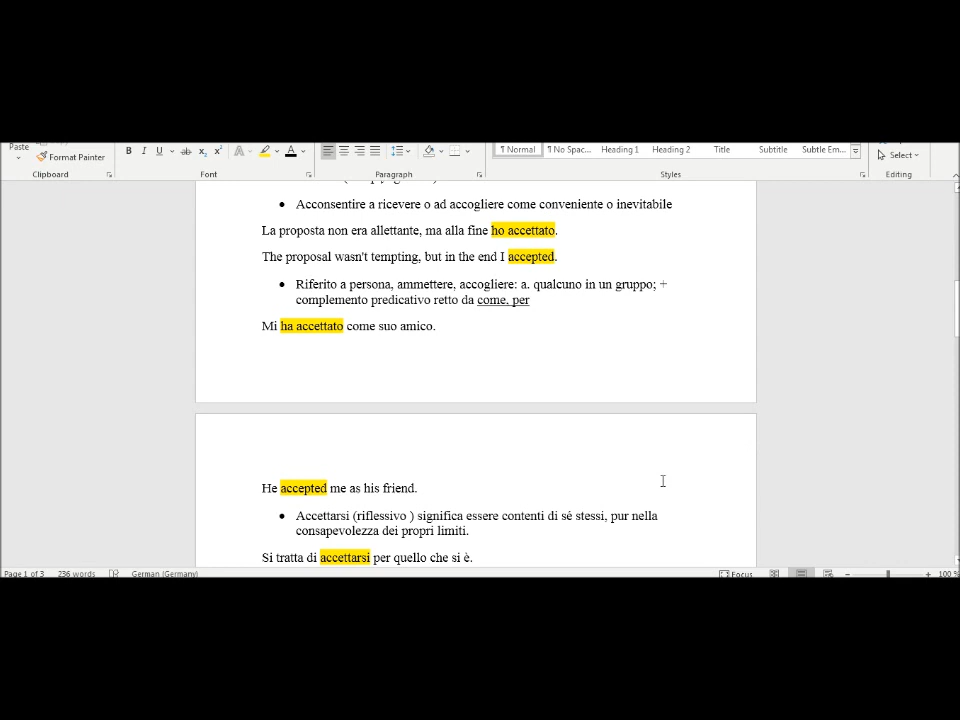 Paste
Format Painter
B I U ab x₂ x² A A
¶ Normal ¶ No Spac... Heading 1 Heading 2 Title Subtitle Subtle Em...
Select
Clipboard Font Paragraph Styles Editing
• Acconsentire a ricevere o ad accogliere come conveniente o inevitabile
La proposta non era allettante, ma alla fine ho accettato.
The proposal wasn't tempting, but in the end I accepted.
• Riferito a persona, ammettere, accogliere: a. qualcuno in un gruppo; +
complemento predicativo retto da come, per
Mi ha accettato come suo amico.
He accepted me as his friend.
• Accettarsi (riflessivo ) significa essere contenti di sé stessi, pur nella
consapevolezza dei propri limiti.
Si tratta di accettarsi per quello che si è.
Page 1 of 3 236 words German (Germany) Focus 100 %